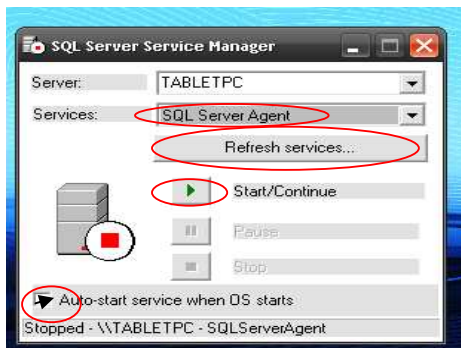 SQL Server Service Manager
Server: TABLETPC
Services: SQL Server Agent
Refresh services...
Start/Continue
Pause
Stop
Auto-start service when OS starts
Stopped - \\TABLETPC - SQLServerAgent